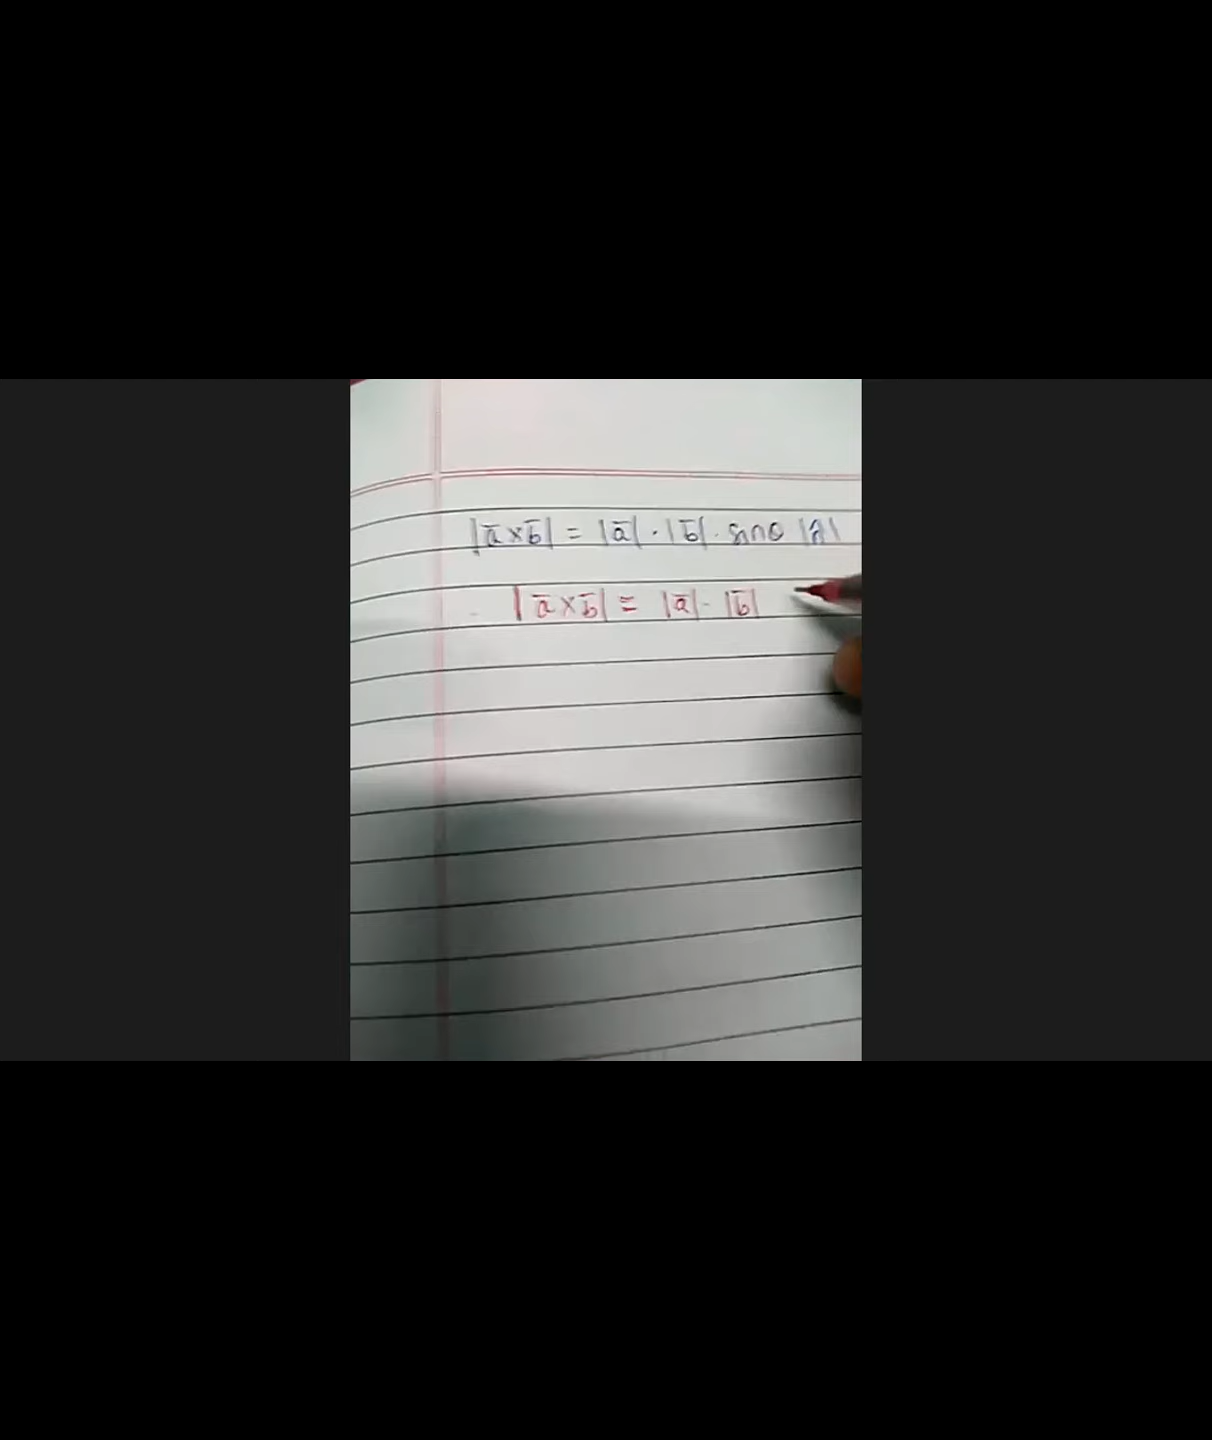 |a̅ × b̅| = |a̅| · |b̅| · sinθ |n̂|
|a̅ × b̅| = |a̅| · |b̅|